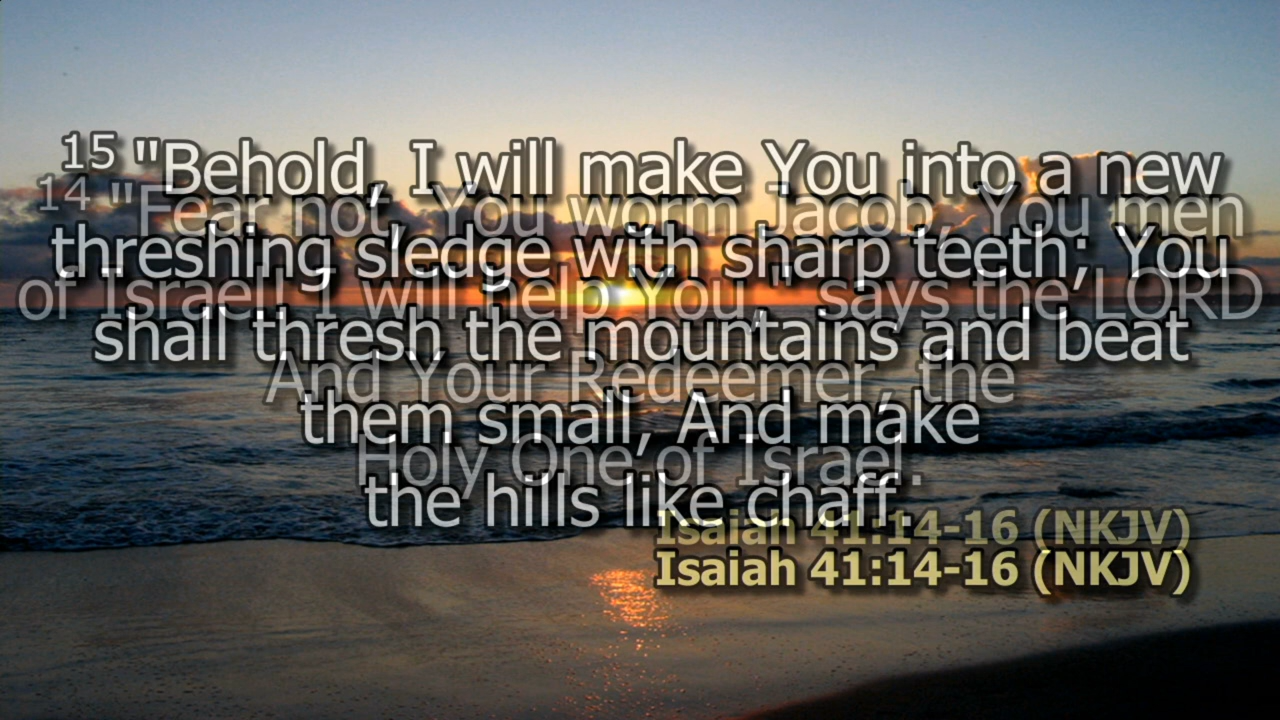 15 "Behold, I will make You into a new
threshing sledge with sharp teeth; You
shall thresh the mountains and beat
them small, And make
the hills like chaff.
Isaiah 41:14-16 (NKJV)
14 "Fear not, You worm Jacob, You men
of Israel! I will help You," says the LORD
And Your Redeemer, the
Holy One of Israel.
Isaiah 41:14-16 (NKJV)